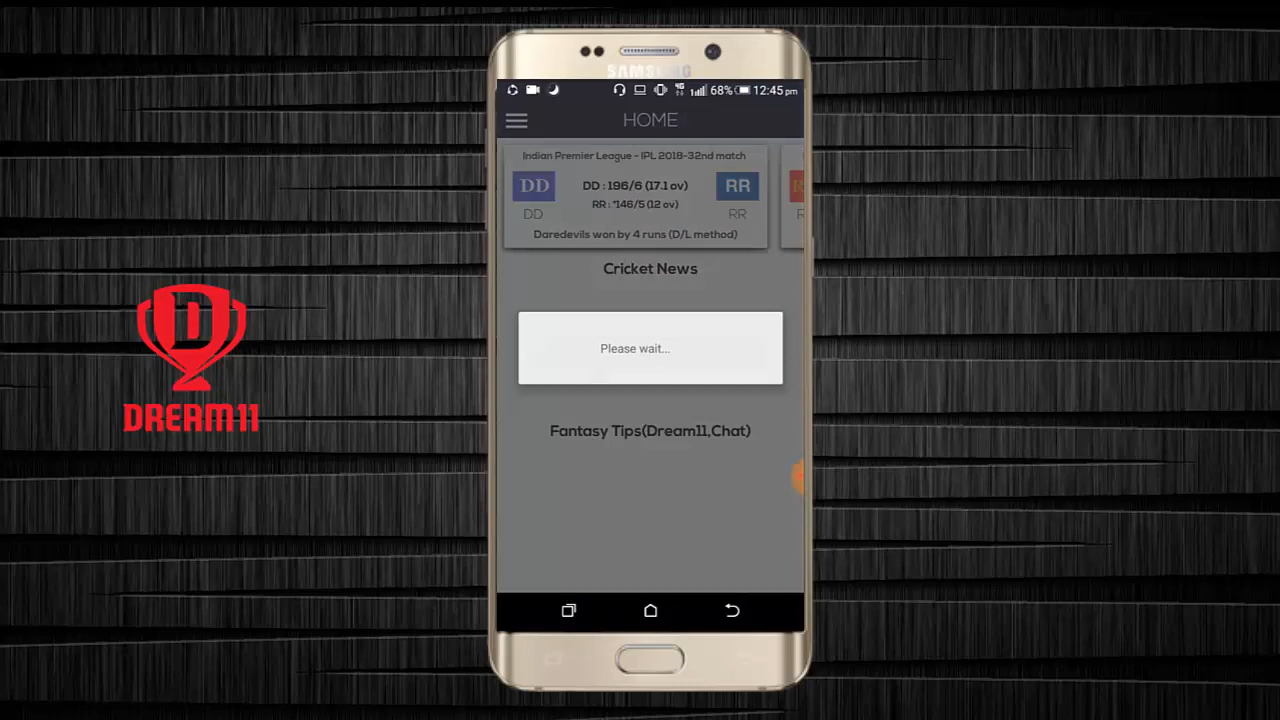 SAMSUNG
68% 12:45 pm
HOME
Indian Premier League - IPL 2018-32nd match
DD
DD : 196/6 (17.1 ov)
RR
RR : *146/5 (12 ov)
DD
RR
Daredevils won by 4 runs (D/L method)
Cricket News
Please wait...
Fantasy Tips(Dream11,Chat)
D
DREAM11